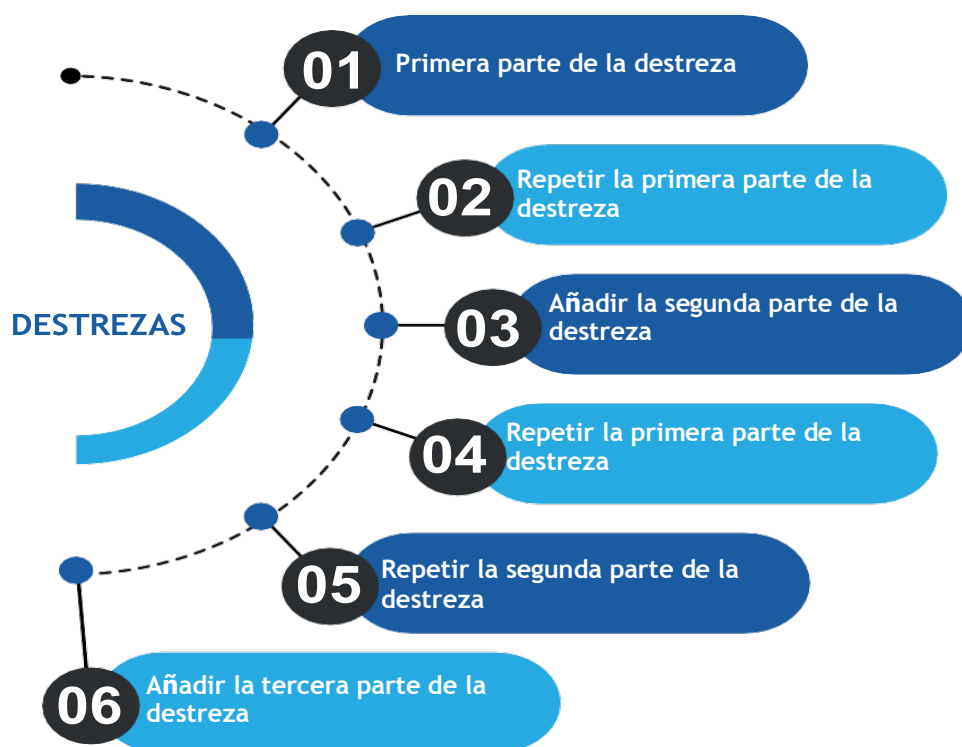 01
Primera parte de la destreza
02
Repetir la primera parte de la
destreza
DESTREZAS
03
Añadir la segunda parte de la
destreza
04
Repetir la primera parte de la
destreza
05
Repetir la segunda parte de la
destreza
06
Añadir la tercera parte de la
destreza